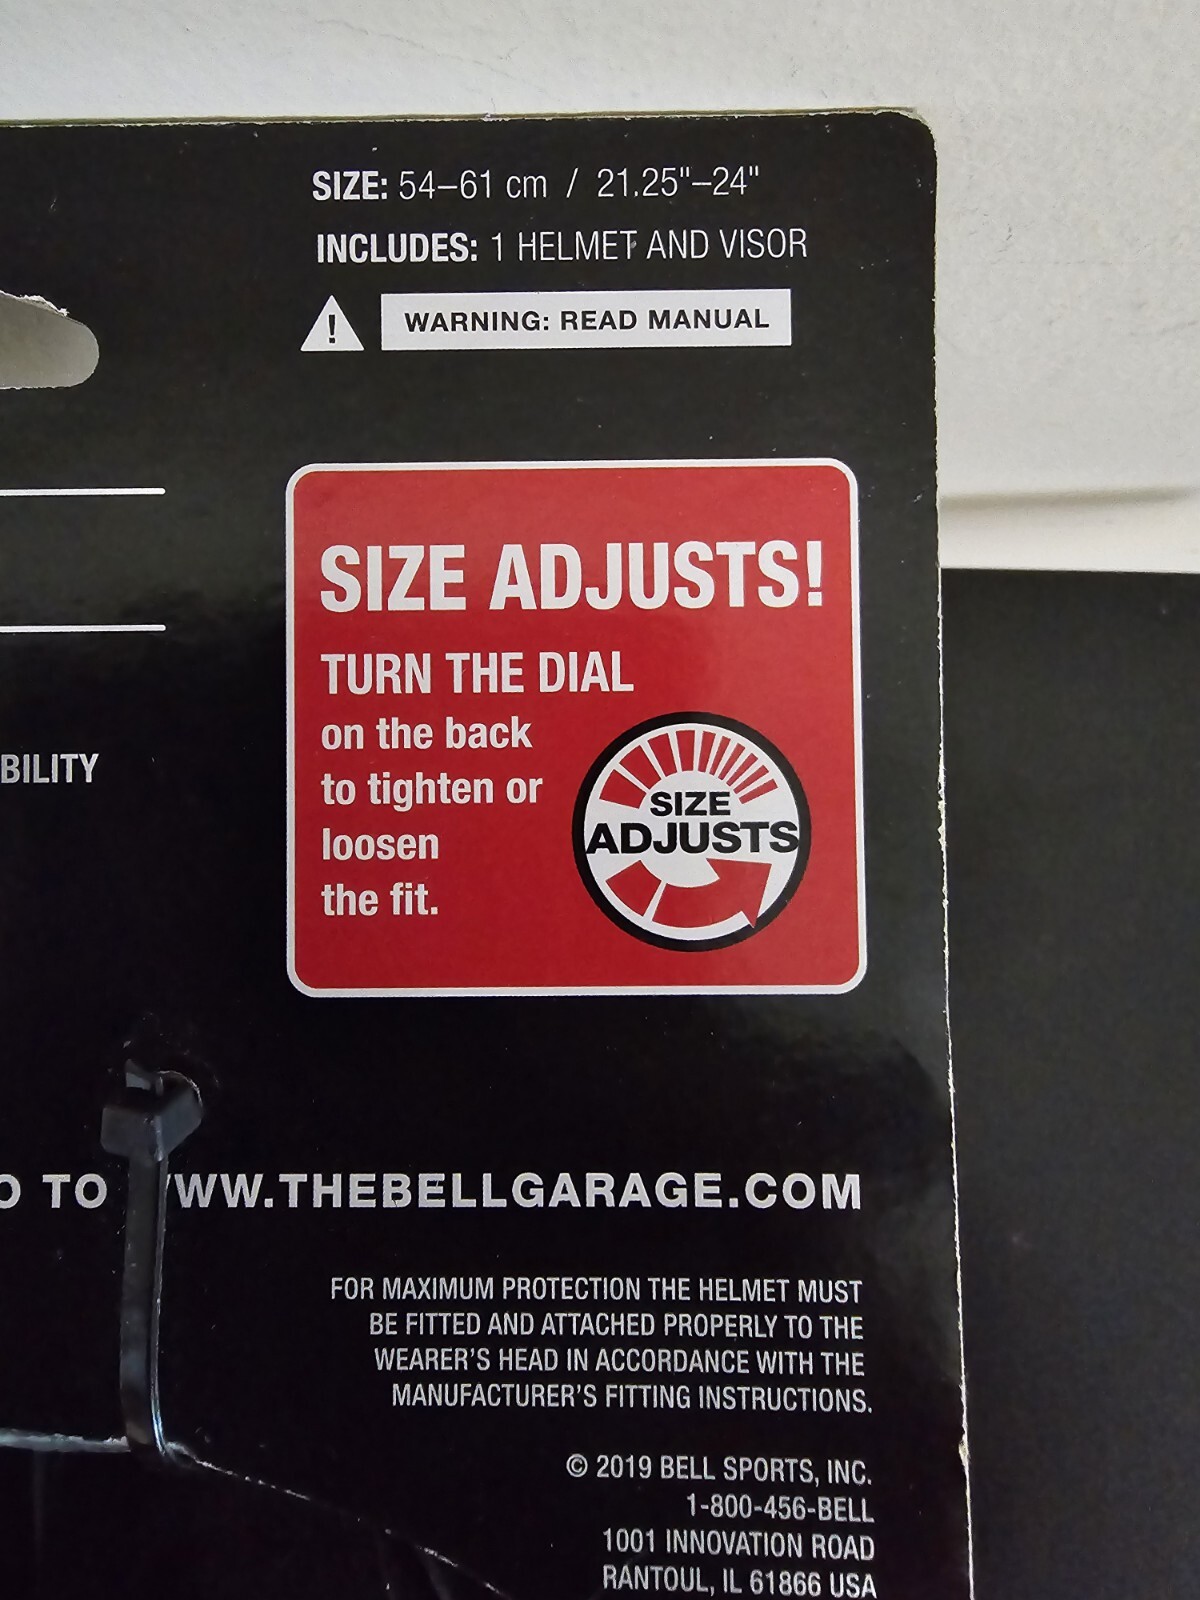 SIZE: 54–61 cm / 21.25"–24"
INCLUDES: 1 HELMET AND VISOR
! WARNING: READ MANUAL
SIZE ADJUSTS!
TURN THE DIAL
on the back
to tighten or
loosen
the fit.
SIZE
ADJUSTS
BILITY
O TO WWW.THEBELLGARAGE.COM
FOR MAXIMUM PROTECTION THE HELMET MUST
BE FITTED AND ATTACHED PROPERLY TO THE
WEARER'S HEAD IN ACCORDANCE WITH THE
MANUFACTURER'S FITTING INSTRUCTIONS.
© 2019 BELL SPORTS, INC.
1-800-456-BELL
1001 INNOVATION ROAD
RANTOUL, IL 61866 USA